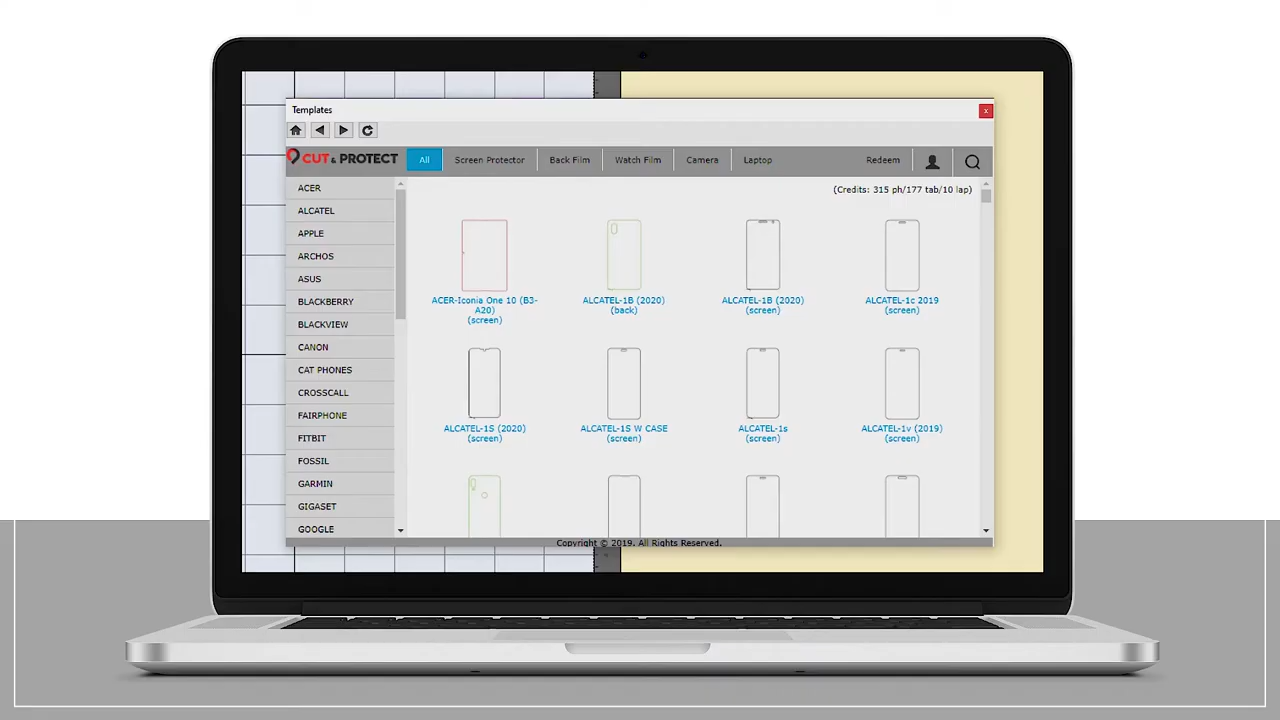 Templates
CUT & PROTECT
All
Screen Protector
Back Film
Watch Film
Camera
Laptop
Redeem
ACER
ALCATEL
APPLE
ARCHOS
ASUS
BLACKBERRY
BLACKVIEW
CANON
CAT PHONES
CROSSCALL
FAIRPHONE
FITBIT
FOSSIL
GARMIN
GIGASET
GOOGLE
(Credits: 315 ph/177 tab/10 lap)
ACER-Iconia One 10 (B3-
A20)
(screen)
ALCATEL-1B (2020)
(back)
ALCATEL-1B (2020)
(screen)
ALCATEL-1c 2019
(screen)
ALCATEL-1S (2020)
(screen)
ALCATEL-1S W CASE
(screen)
ALCATEL-1s
(screen)
ALCATEL-1v (2019)
(screen)
Copyright © 2019. All Rights Reserved.